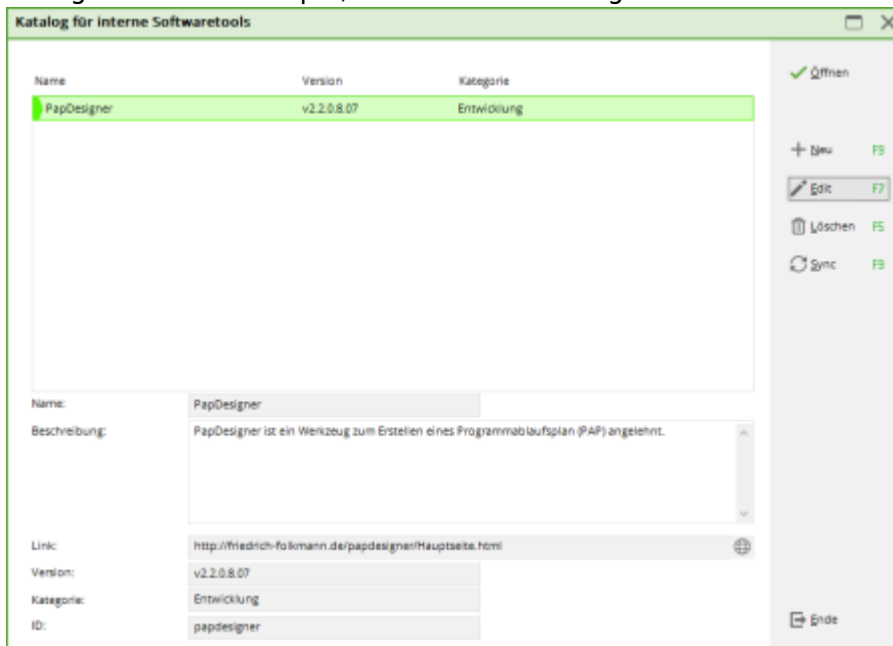 Katalog für interne Softwaretools
Name Version Kategorie
PapDesigner v2.2.0.8.07 Entwicklung
Öffnen
Neu F9
Edit F7
Löschen F5
Sync F9
Name: PapDesigner
Beschreibung: PapDesigner ist ein Werkzeug zum Erstellen eines Programmablaufsplan (PAP) angelehnt.
Link: http://friedrich-folkmann.de/papdesigner/Hauptseite.html
Version: v2.2.0.8.07
Kategorie: Entwicklung
ID: papdesigner
Ende